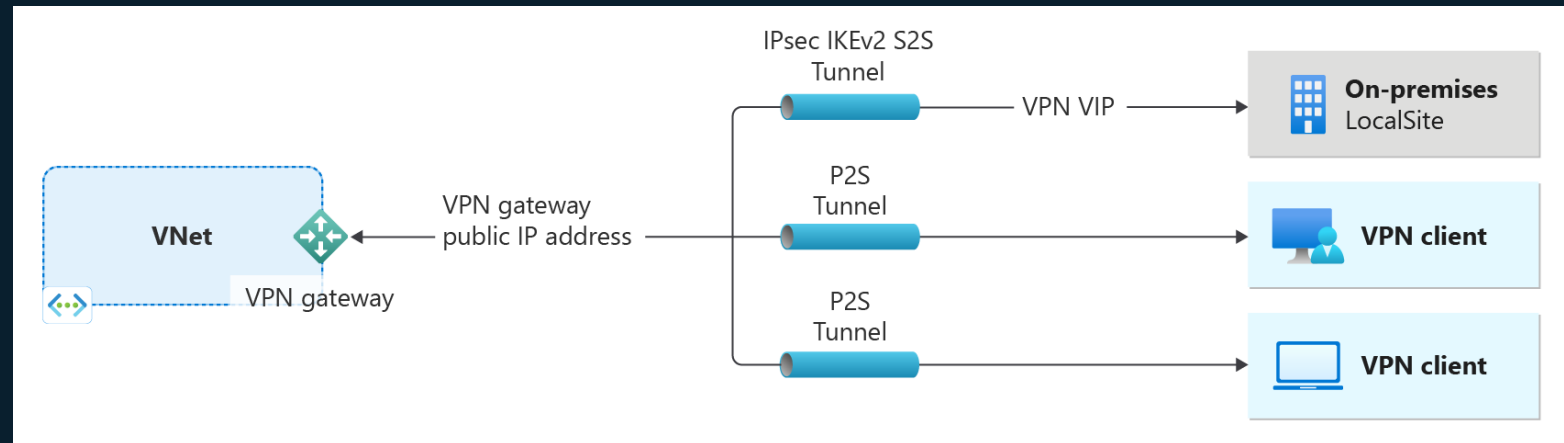 IPsec IKEv2 S2S
Tunnel
VPN VIP
On-premises
LocalSite
P2S
Tunnel
VPN client
VNet
VPN gateway
public IP address
VPN gateway
P2S
Tunnel
VPN client